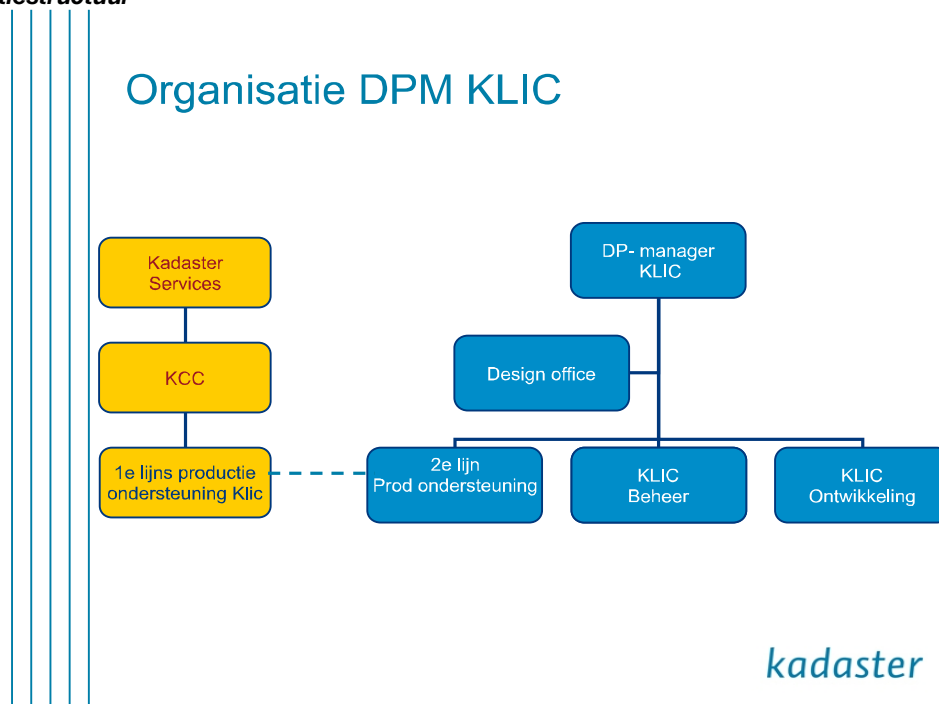 Organisatie DPM KLIC
Kadaster
Services
DP- manager
KLIC
KCC
Design office
1e lijns productie
ondersteuning Klic
2e lijn
Prod ondersteuning
KLIC
Beheer
KLIC
Ontwikkeling
kadaster